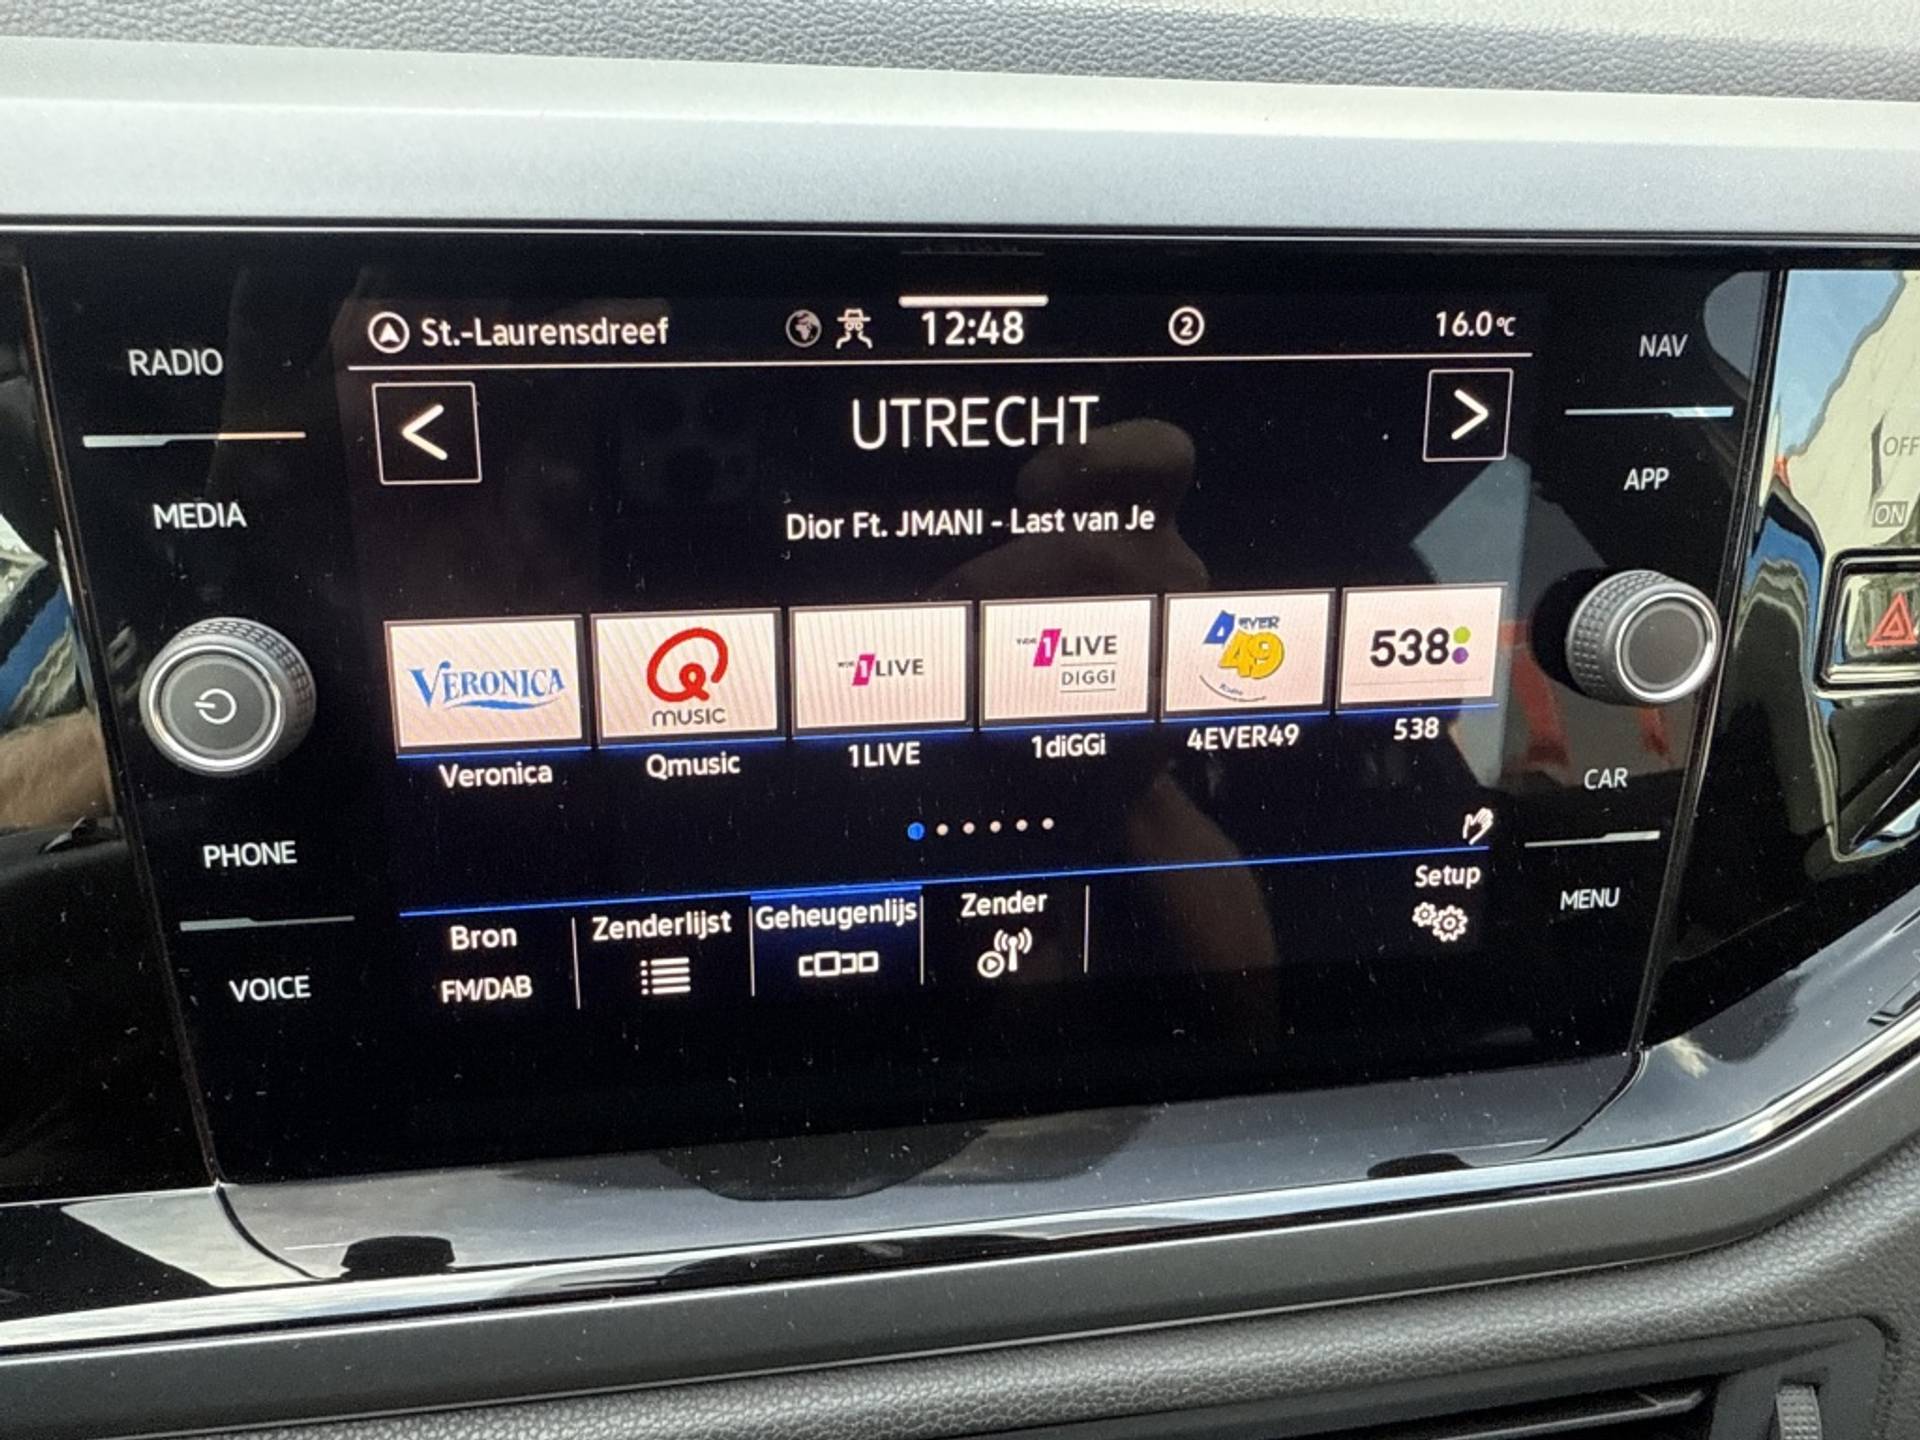 St.-Laurensdreef 12:48 2 16.0°C
RADIO
MEDIA
PHONE
VOICE
UTRECHT
Dior Ft. JMANI - Last van Je
VERONICA
Q
music
1LIVE
1LIVE
DIGGI
4EVER
49
538
Veronica Qmusic 1LIVE 1diGGi 4EVER49 538
Bron
FM/DAB
Zenderlijst
Geheugenlijs
Zender
Setup
NAV
APP
CAR
MENU
OFF
ON